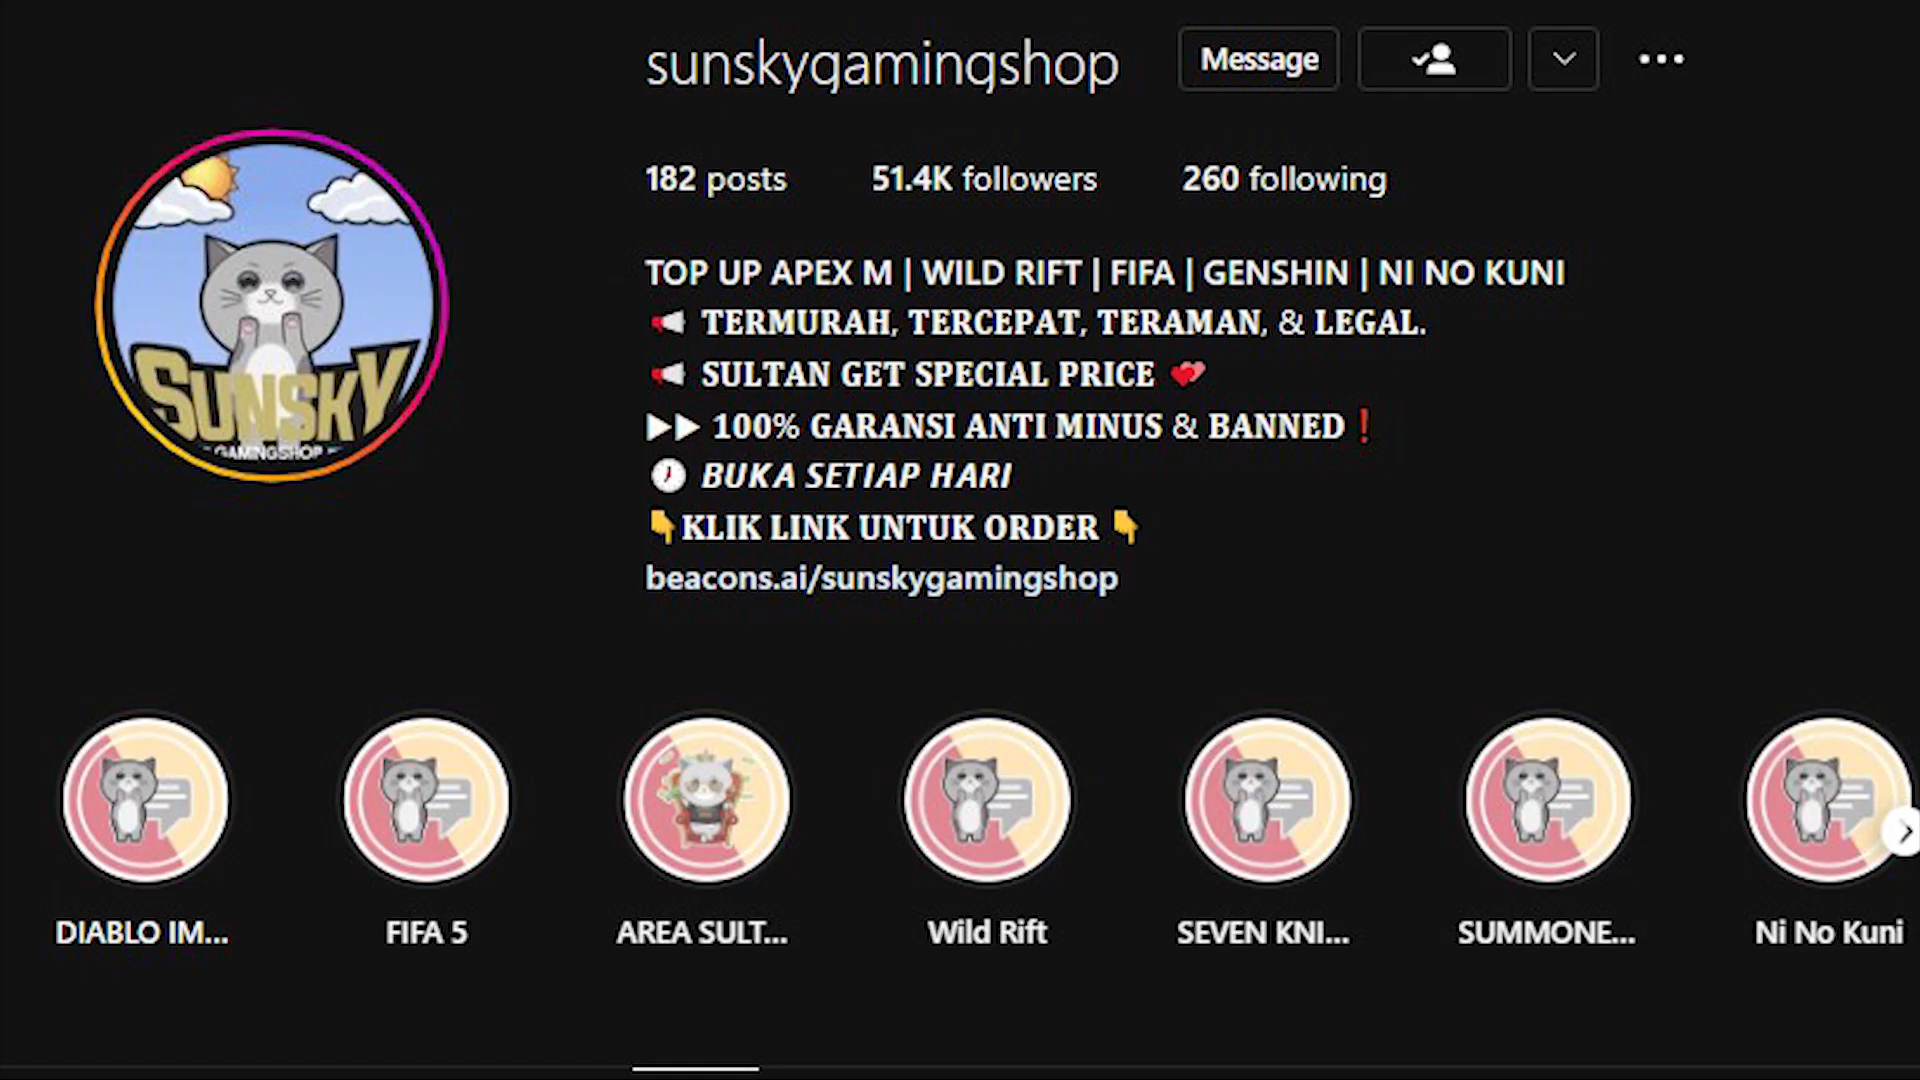 sunskygamingshop
Message
182 posts 51.4K followers 260 following
SUNSKY
GAMINGSHOP
TOP UP APEX M | WILD RIFT | FIFA | GENSHIN | NI NO KUNI
📢 TERMURAH, TERCEPAT, TERAMAN, & LEGAL.
📢 SULTAN GET SPECIAL PRICE 💕
▶▶ 100% GARANSI ANTI MINUS & BANNED❗
🕖 BUKA SETIAP HARI
👇KLIK LINK UNTUK ORDER 👇
beacons.ai/sunskygamingshop
DIABLO IM... FIFA 5 AREA SULT... Wild Rift SEVEN KNI... SUMMONE... Ni No Kuni